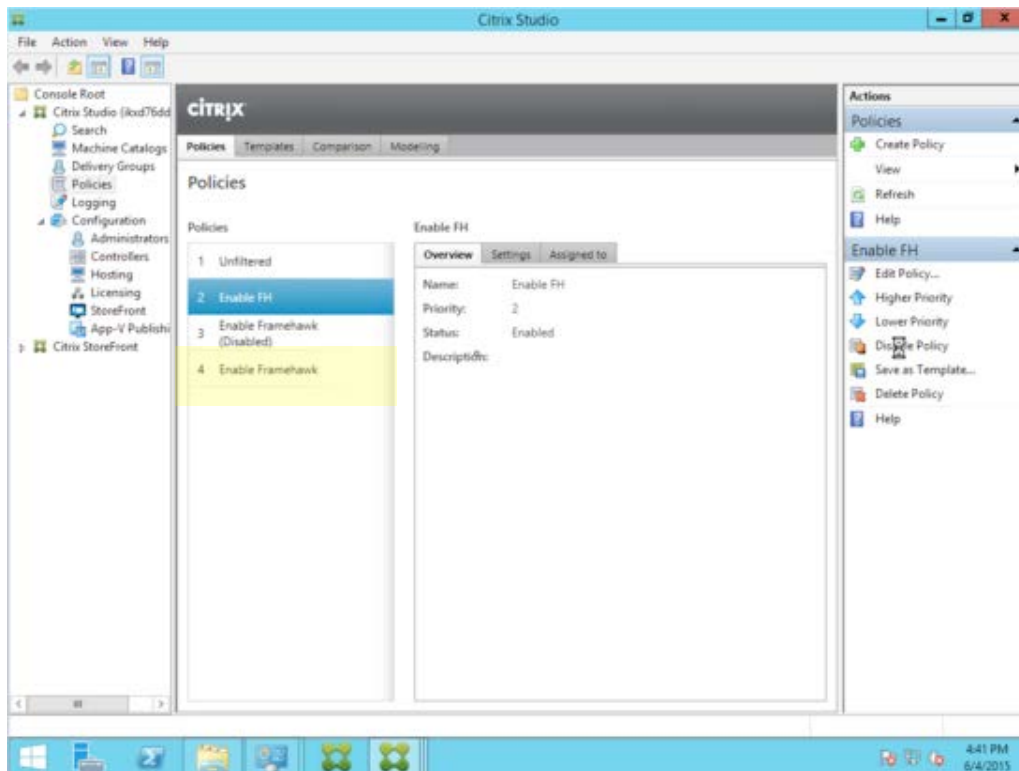 Citrix Studio
File Action View Help
Console Root
Citrix Studio (ikxd76dd
Search
Machine Catalogs
Delivery Groups
Policies
Logging
Configuration
Administrators
Controllers
Hosting
Licensing
StoreFront
App-V Publishi
Citrix StoreFront
CITRIX
Policies Templates Comparison Modeling
Policies
Policies
1 Unfiltered
2 Enable FH
3 Enable Framehawk
(Disabled)
4 Enable Framehawk
Enable FH
Overview Settings Assigned to
Name: Enable FH
Priority: 2
Status: Enabled
Description:
Actions
Policies
Create Policy
View
Refresh
Help
Enable FH
Edit Policy...
Higher Priority
Lower Priority
Disable Policy
Save as Template...
Delete Policy
Help
4:41 PM
6/4/2015